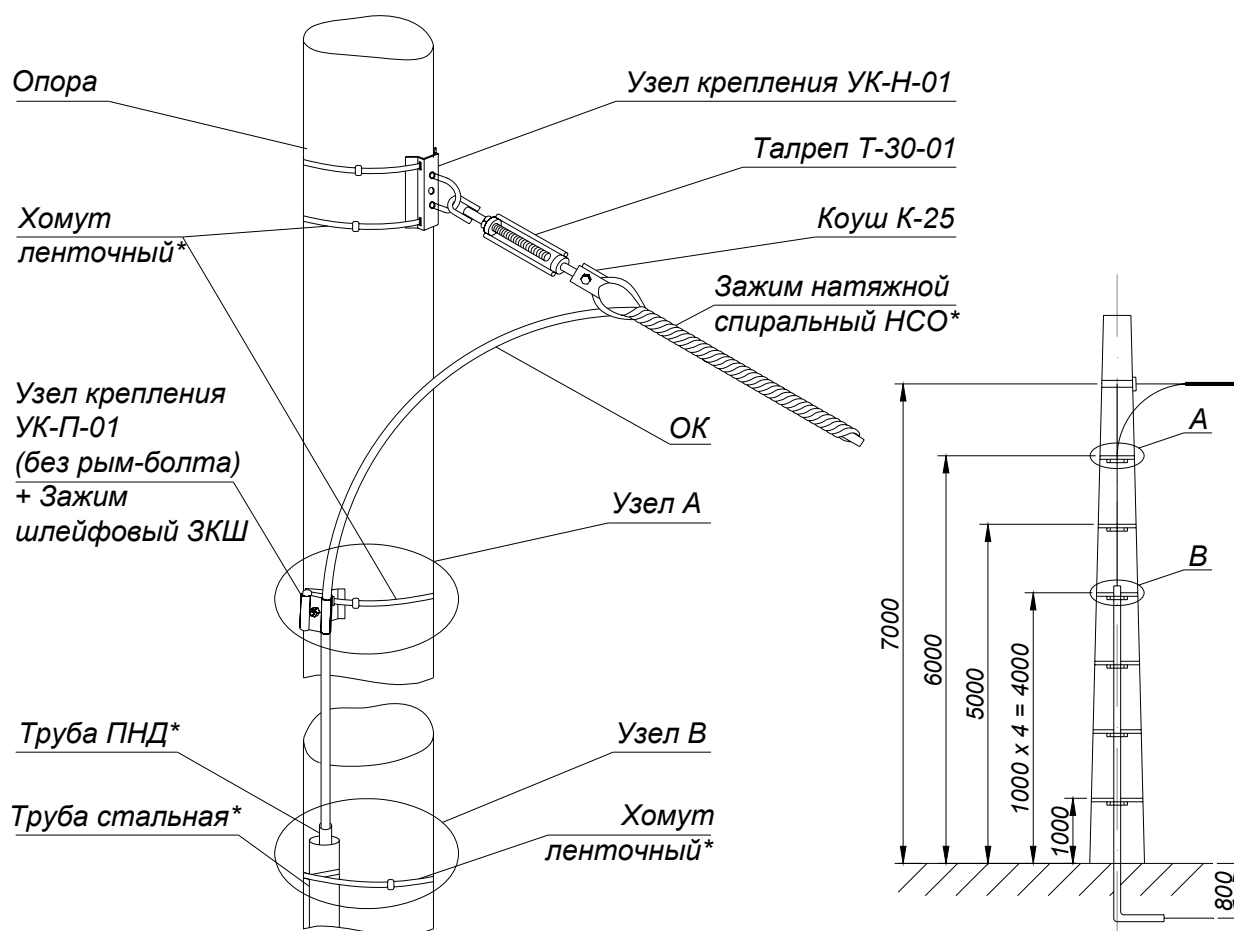 Опора
Узел крепления УК-Н-01
Талреп Т-30-01
Хомут
ленточный*
Коуш К-25
Зажим натяжной
спиральный НСО*
Узел крепления
УК-П-01
(без рым-болта)
+ Зажим
шлейфовый ЗКШ
ОК
Узел А
Труба ПНД*
Узел В
Труба стальная*
Хомут
ленточный*
А
В
7000
6000
5000
1000 х 4 = 4000
1000
800